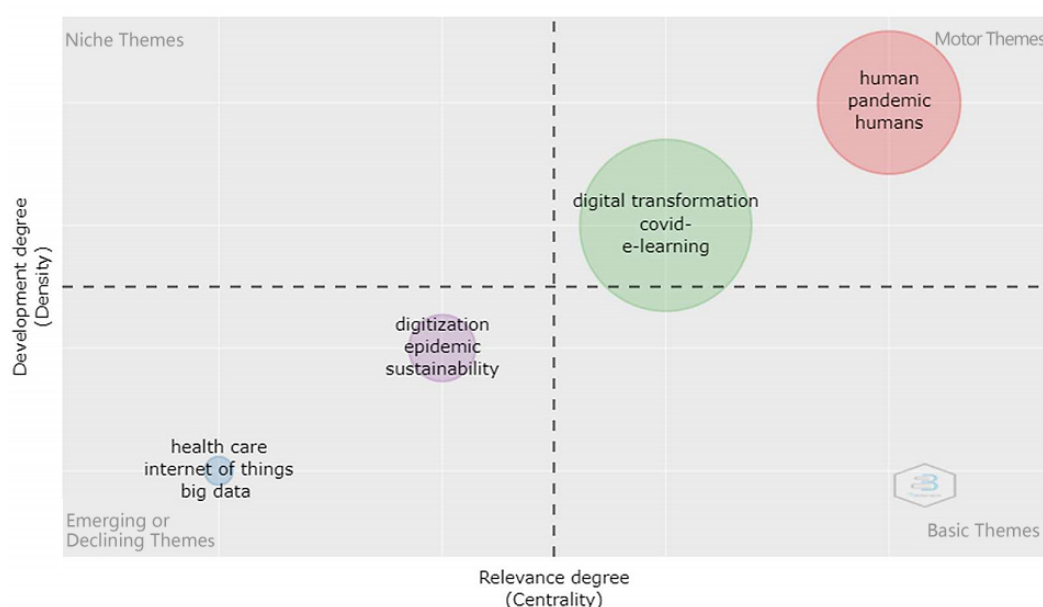 Niche Themes
Motor Themes
human
pandemic
humans
digital transformation
covid-
e-learning
Development degree
(Density)
digitization
epidemic
sustainability
health care
internet of things
big data
Emerging or
Declining Themes
Basic Themes
Relevance degree
(Centrality)